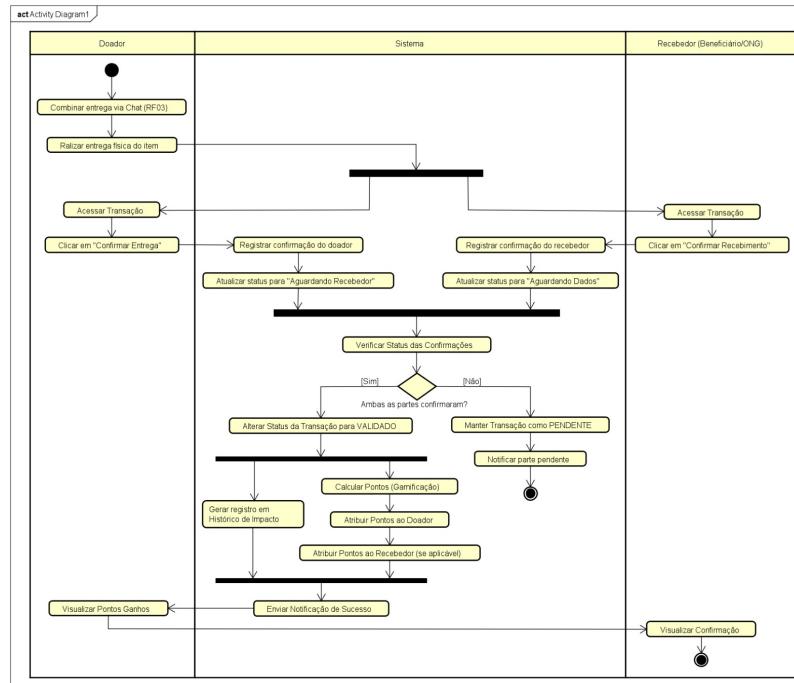 act Activity Diagram1
Doador
Sistema
Recebedor (Beneficiário/ONG)
Combinar entrega via Chat (RF03)
Ralizar entrega física do item
Acessar Transação
Acessar Transação
Clicar em "Confirmar Entrega"
Registrar confirmação do doador
Registrar confirmação do recebedor
Clicar em "Confirmar Recebimento"
Atualizar status para "Aguardando Recebedor"
Atualizar status para "Aguardando Dados"
Verificar Status das Confirmações
[Sim]
[Não]
Ambas as partes confirmaram?
Alterar Status da Transação para VALIDADO
Manter Transação como PENDENTE
Notificar parte pendente
Calcular Pontos (Gamificação)
Gerar registro em
Histórico de Impacto
Atribuir Pontos ao Doador
Atribuir Pontos ao Recebedor (se aplicável)
Visualizar Pontos Ganhos
Enviar Notificação de Sucesso
Visualizar Confirmação